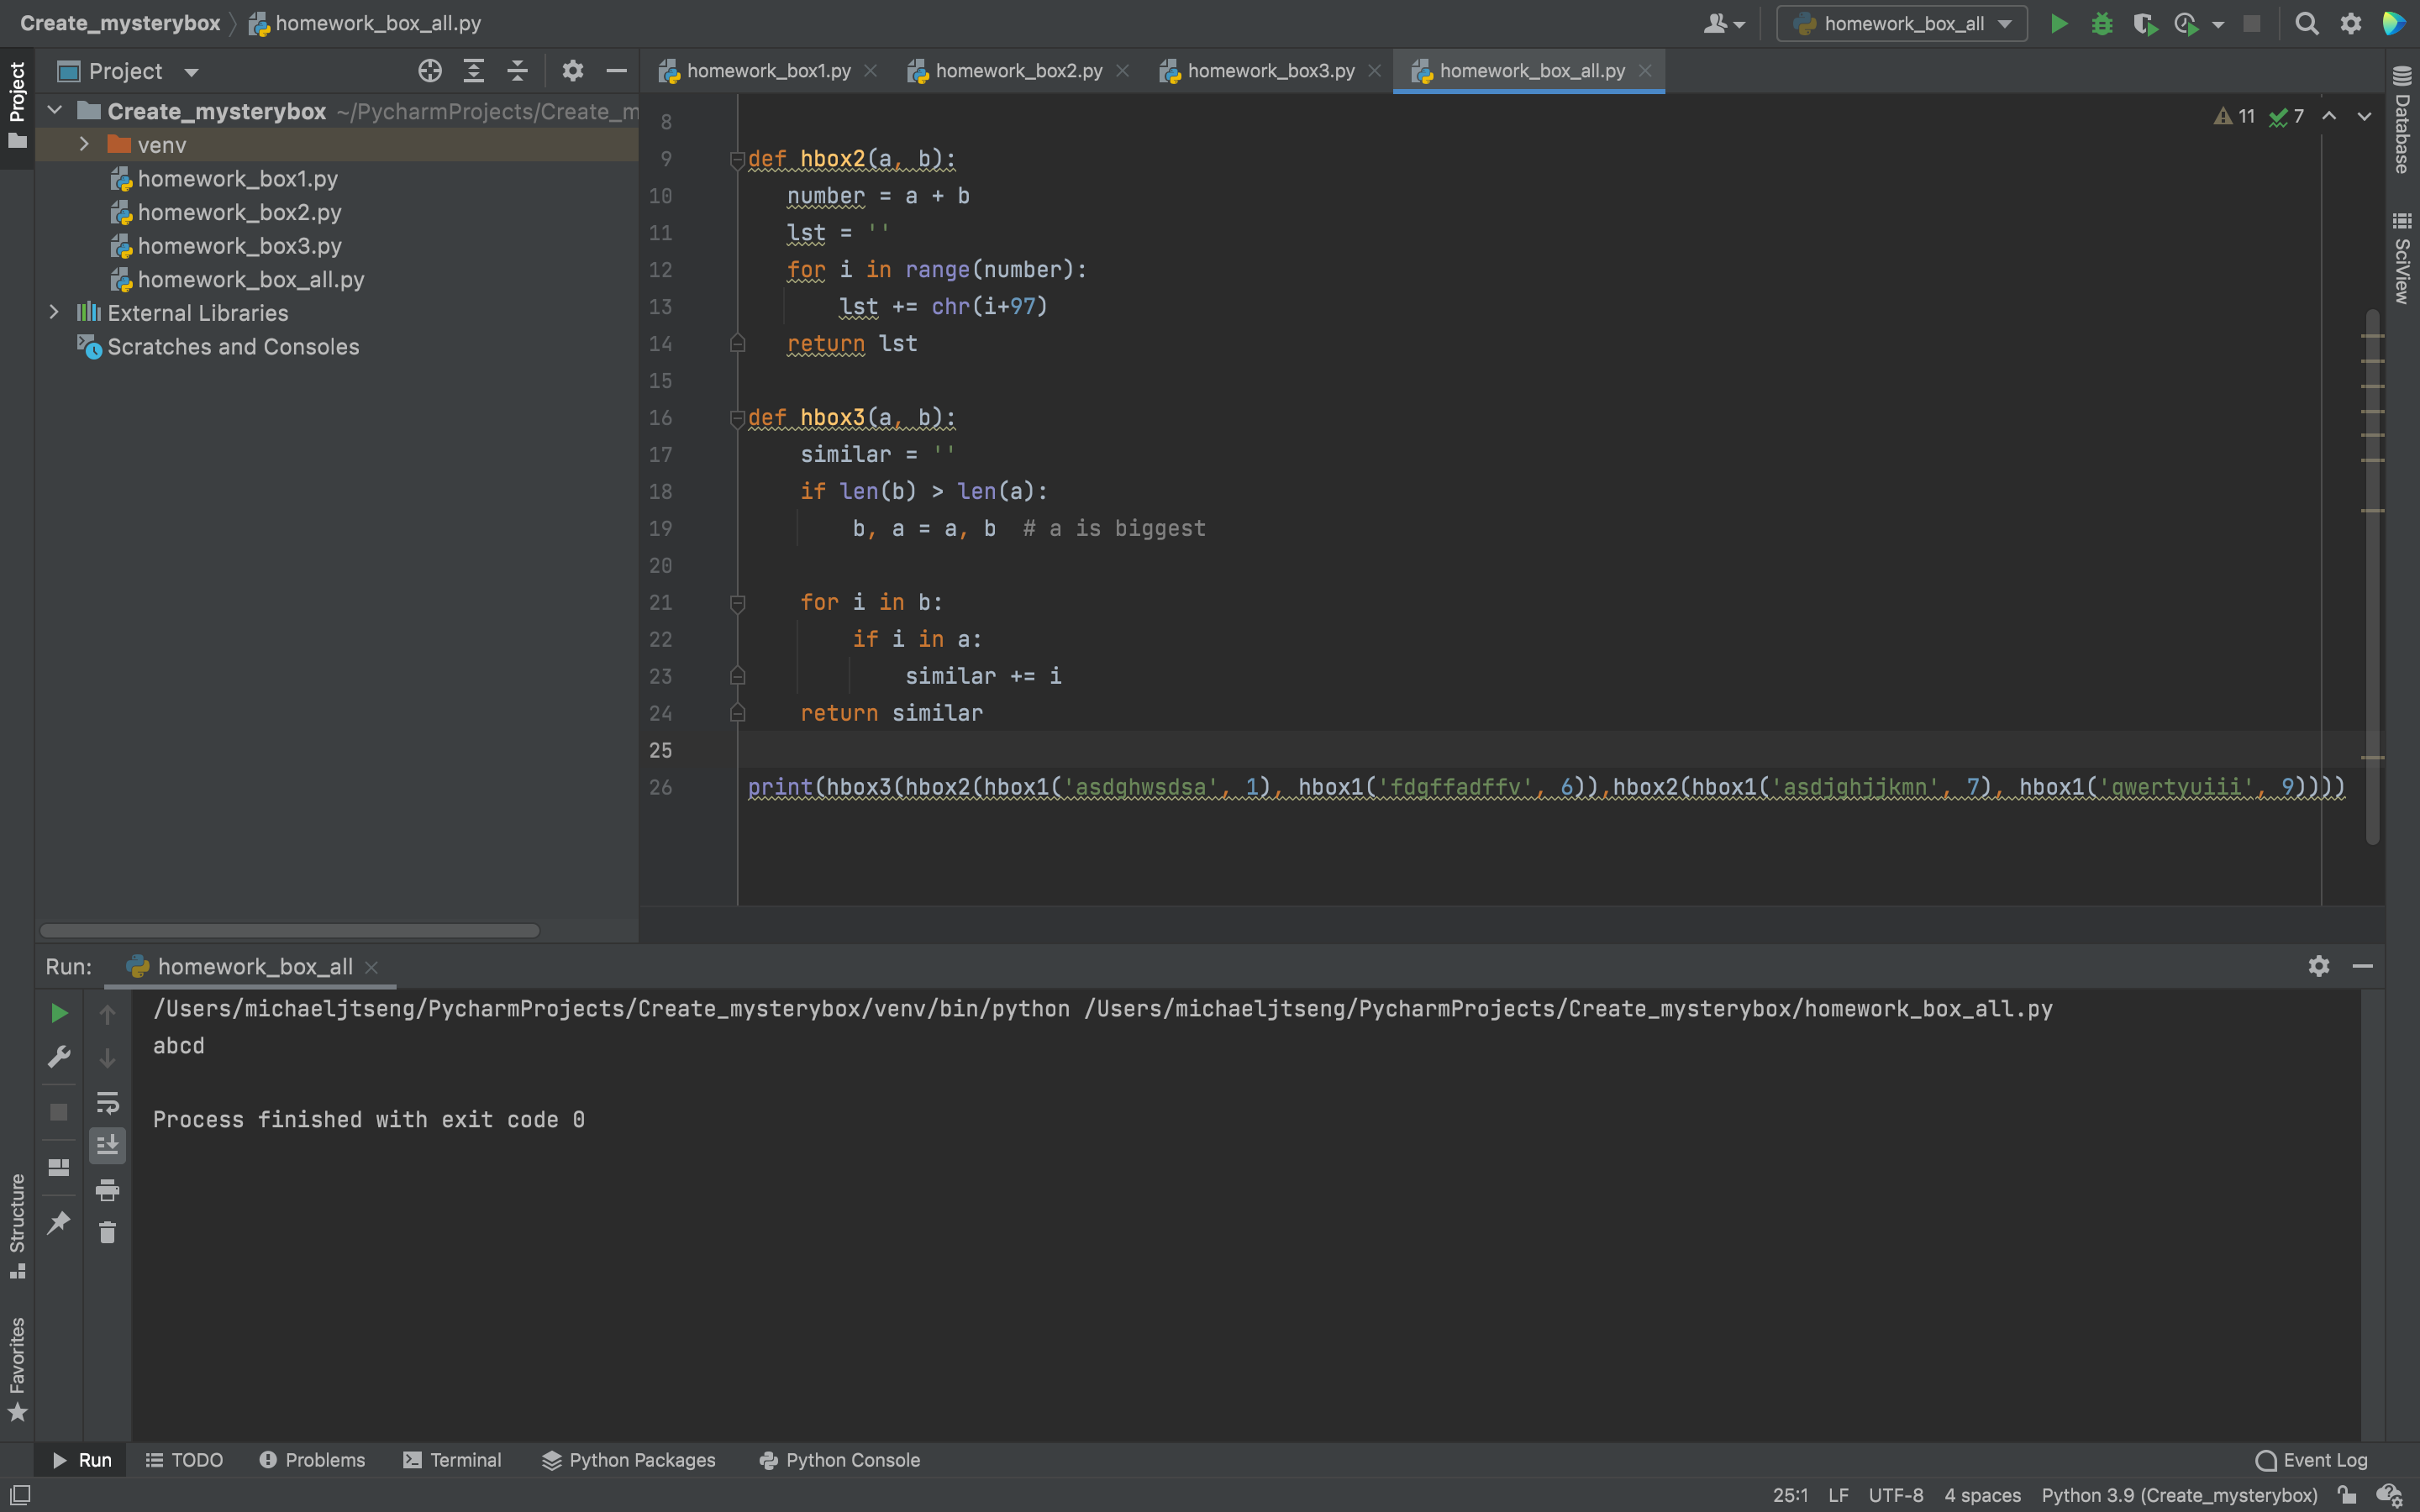 Create_mysterybox
homework_box_all.py
homework_box_all
Project
Project
homework_box1.py
homework_box2.py
homework_box3.py
homework_box_all.py
Create_mysterybox ~/PycharmProjects/Create_m
venv
homework_box1.py
homework_box2.py
homework_box3.py
homework_box_all.py
External Libraries
Scratches and Consoles
11 7
8
9 def hbox2(a, b):
10 number = a + b
11 lst = ''
12 for i in range(number):
13 lst += chr(i+97)
14 return lst
15
16 def hbox3(a, b):
17 similar = ''
18 if len(b) > len(a):
19 b, a = a, b # a is biggest
20
21 for i in b:
22 if i in a:
23 similar += i
24 return similar
25
26 print(hbox3(hbox2(hbox1('asdghwsdsa', 1), hbox1('fdgffadffv', 6)),hbox2(hbox1('asdjghjjkmn', 7), hbox1('qwertyuiii', 9))))
Database
SciView
Run: homework_box_all
/Users/michaeljtseng/PycharmProjects/Create_mysterybox/venv/bin/python /Users/michaeljtseng/PycharmProjects/Create_mysterybox/homework_box_all.py
abcd
Process finished with exit code 0
Structure
Favorites
Run TODO Problems Terminal Python Packages Python Console Event Log
25:1 LF UTF-8 4 spaces Python 3.9 (Create_mysterybox)